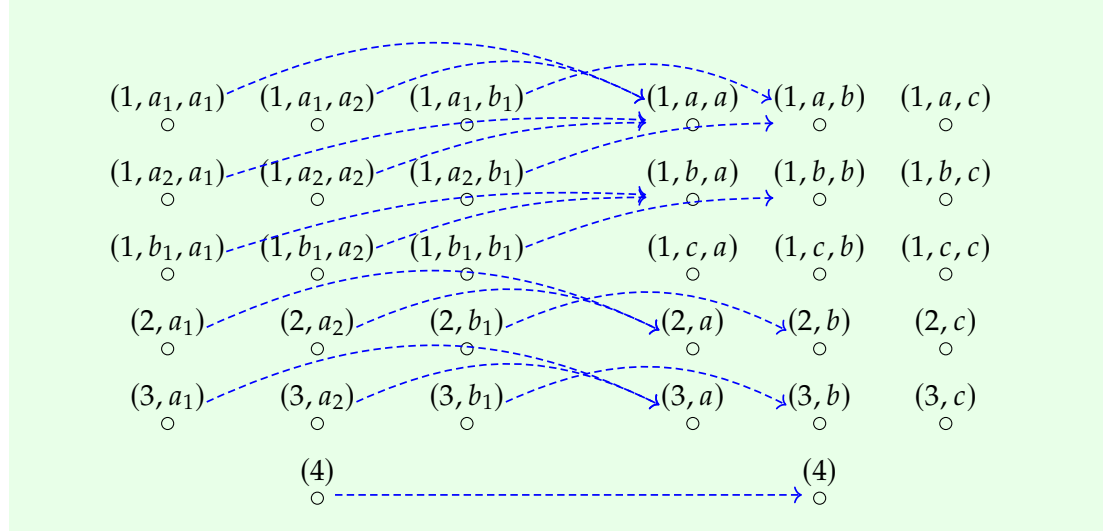 (1, a₁, a₁) (1, a₁, a₂) (1, a₁, b₁) (1, a, a) (1, a, b) (1, a, c)
(1, a₂, a₁) (1, a₂, a₂) (1, a₂, b₁) (1, b, a) (1, b, b) (1, b, c)
(1, b₁, a₁) (1, b₁, a₂) (1, b₁, b₁) (1, c, a) (1, c, b) (1, c, c)
(2, a₁) (2, a₂) (2, b₁) (2, a) (2, b) (2, c)
(3, a₁) (3, a₂) (3, b₁) (3, a) (3, b) (3, c)
(4) (4)